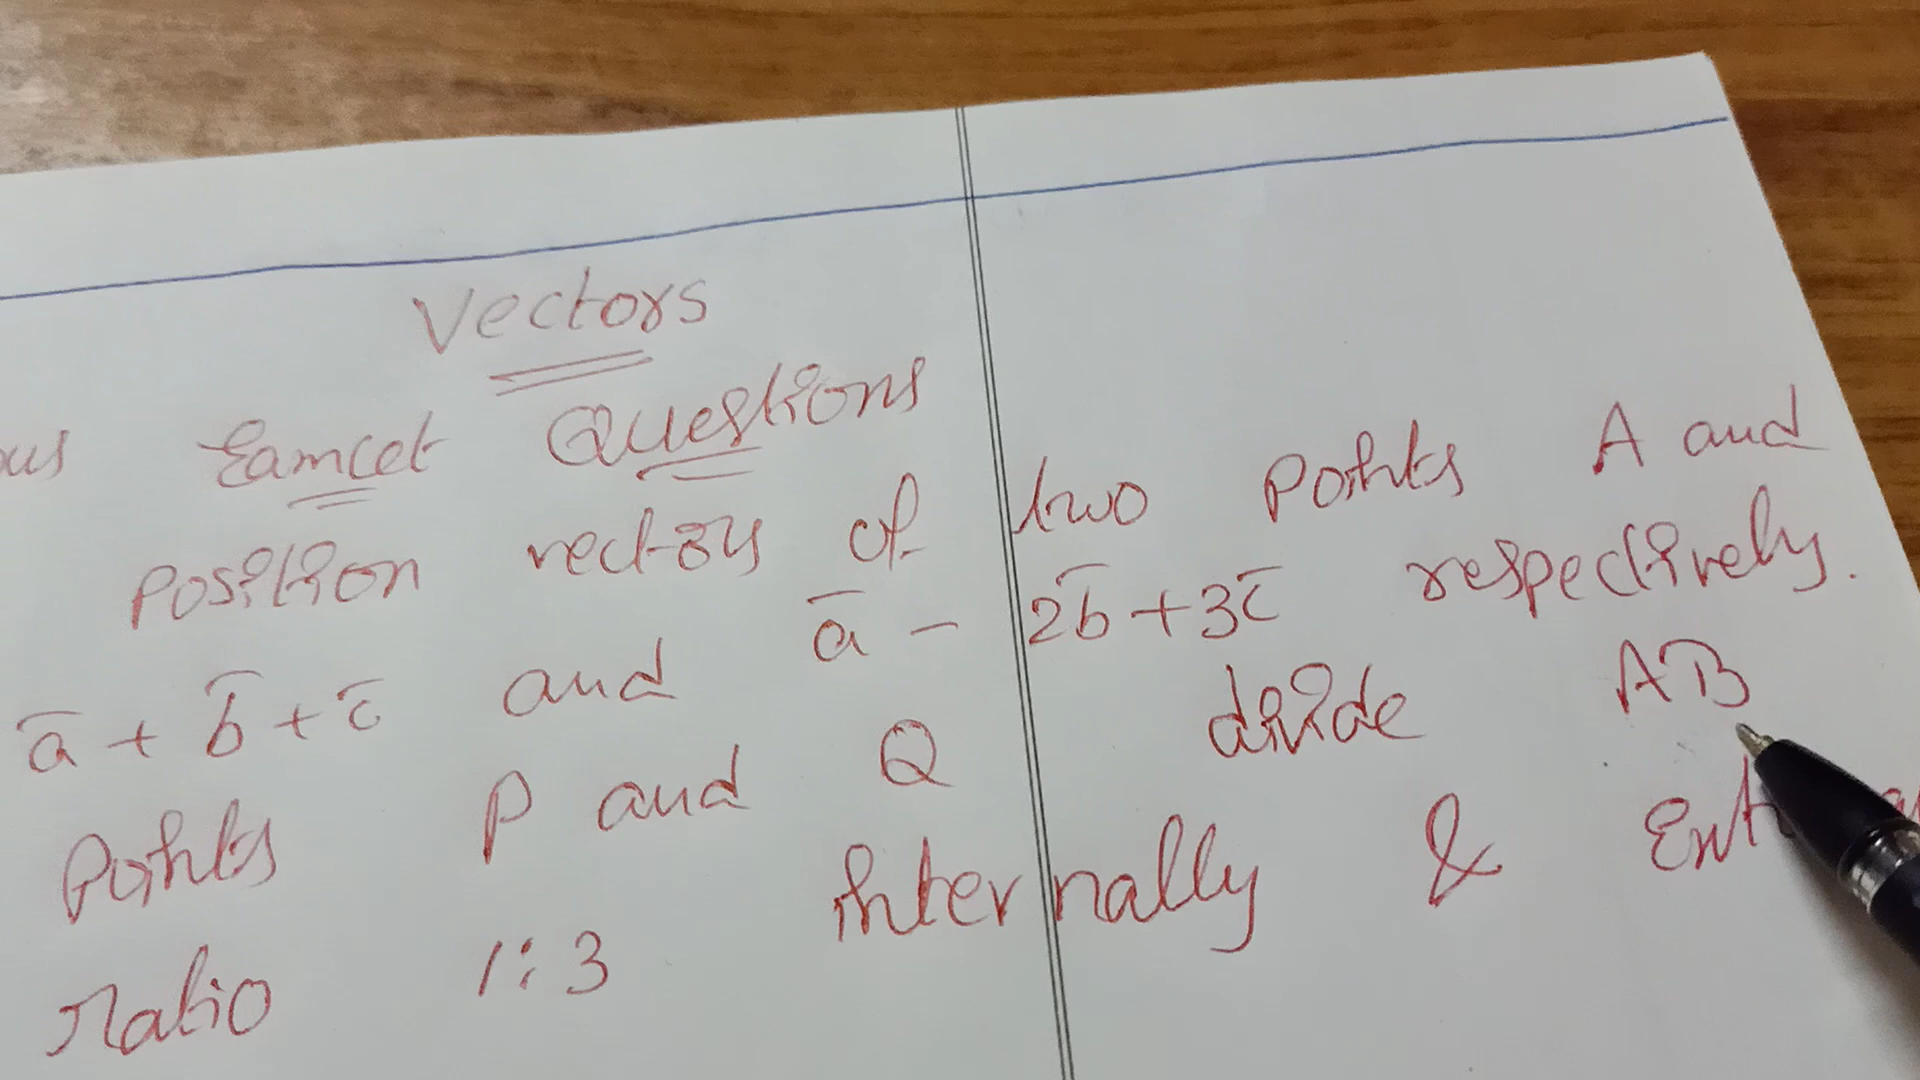 Vectors
Eamcet Questions
Position vectors of two points A and
a̅ + b̅ + c̅ and a̅ - 2b̅ + 3c̅ respectively.
Points P and Q divide AB
ratio 1:3 internally &